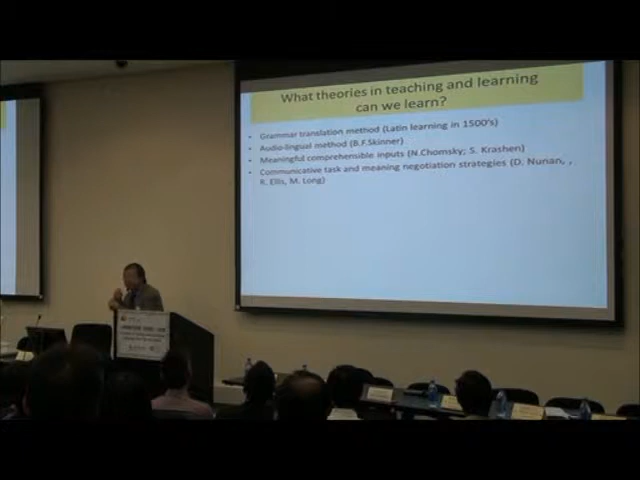 What theories in teaching and learning
can we learn?
• Grammar translation method (Latin learning in 1500's)
• Audio-lingual method (B.F.Skinner)
• Meaningful comprehensible inputs (N.Chomsky; S. Krashen)
• Communicative task and meaning negotiation strategies (D. Nunan, ,
R. Ellis, M. Long)